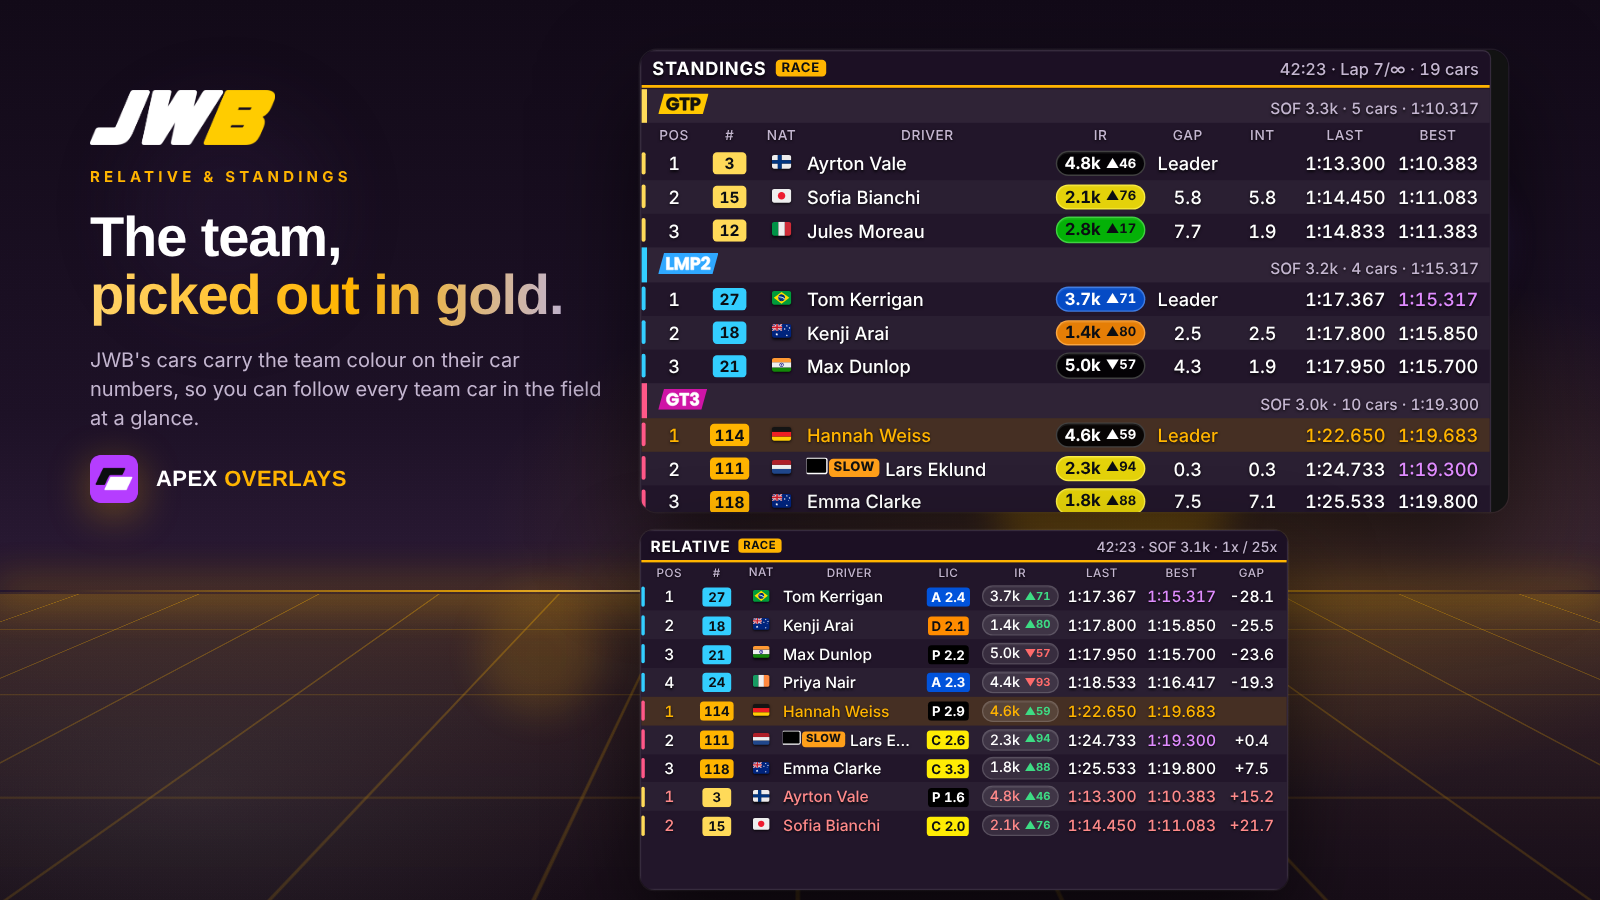 JWB
RELATIVE & STANDINGS
The team,
picked out in gold.
JWB's cars carry the team colour on their car
numbers, so you can follow every team car in the field
at a glance.
APEX OVERLAYS
STANDINGS RACE 42:23 · Lap 7/∞ · 19 cars
GTP SOF 3.3k · 5 cars · 1:10.317
POS # NAT DRIVER IR GAP INT LAST BEST
1 3 Ayrton Vale 4.8k ▲46 Leader 1:13.300 1:10.383
2 15 Sofia Bianchi 2.1k ▲76 5.8 5.8 1:14.450 1:11.083
3 12 Jules Moreau 2.8k ▲17 7.7 1.9 1:14.833 1:11.383
LMP2 SOF 3.2k · 4 cars · 1:15.317
1 27 Tom Kerrigan 3.7k ▲71 Leader 1:17.367 1:15.317
2 18 Kenji Arai 1.4k ▲80 2.5 2.5 1:17.800 1:15.850
3 21 Max Dunlop 5.0k ▼57 4.3 1.9 1:17.950 1:15.700
GT3 SOF 3.0k · 10 cars · 1:19.300
1 114 Hannah Weiss 4.6k ▲59 Leader 1:22.650 1:19.683
2 111 SLOW Lars Eklund 2.3k ▲94 0.3 0.3 1:24.733 1:19.300
3 118 Emma Clarke 1.8k ▲88 7.5 7.1 1:25.533 1:19.800
RELATIVE RACE 42:23 · SOF 3.1k · 1x / 25x
POS # NAT DRIVER LIC IR LAST BEST GAP
1 27 Tom Kerrigan A 2.4 3.7k ▲71 1:17.367 1:15.317 -28.1
2 18 Kenji Arai D 2.1 1.4k ▲80 1:17.800 1:15.850 -25.5
3 21 Max Dunlop P 2.2 5.0k ▼57 1:17.950 1:15.700 -23.6
4 24 Priya Nair A 2.3 4.4k ▼93 1:18.533 1:16.417 -19.3
1 114 Hannah Weiss P 2.9 4.6k ▲59 1:22.650 1:19.683
2 111 SLOW Lars E... C 2.6 2.3k ▲94 1:24.733 1:19.300 +0.4
3 118 Emma Clarke C 3.3 1.8k ▲88 1:25.533 1:19.800 +7.5
1 3 Ayrton Vale P 1.6 4.8k ▲46 1:13.300 1:10.383 +15.2
2 15 Sofia Bianchi C 2.0 2.1k ▲76 1:14.450 1:11.083 +21.7